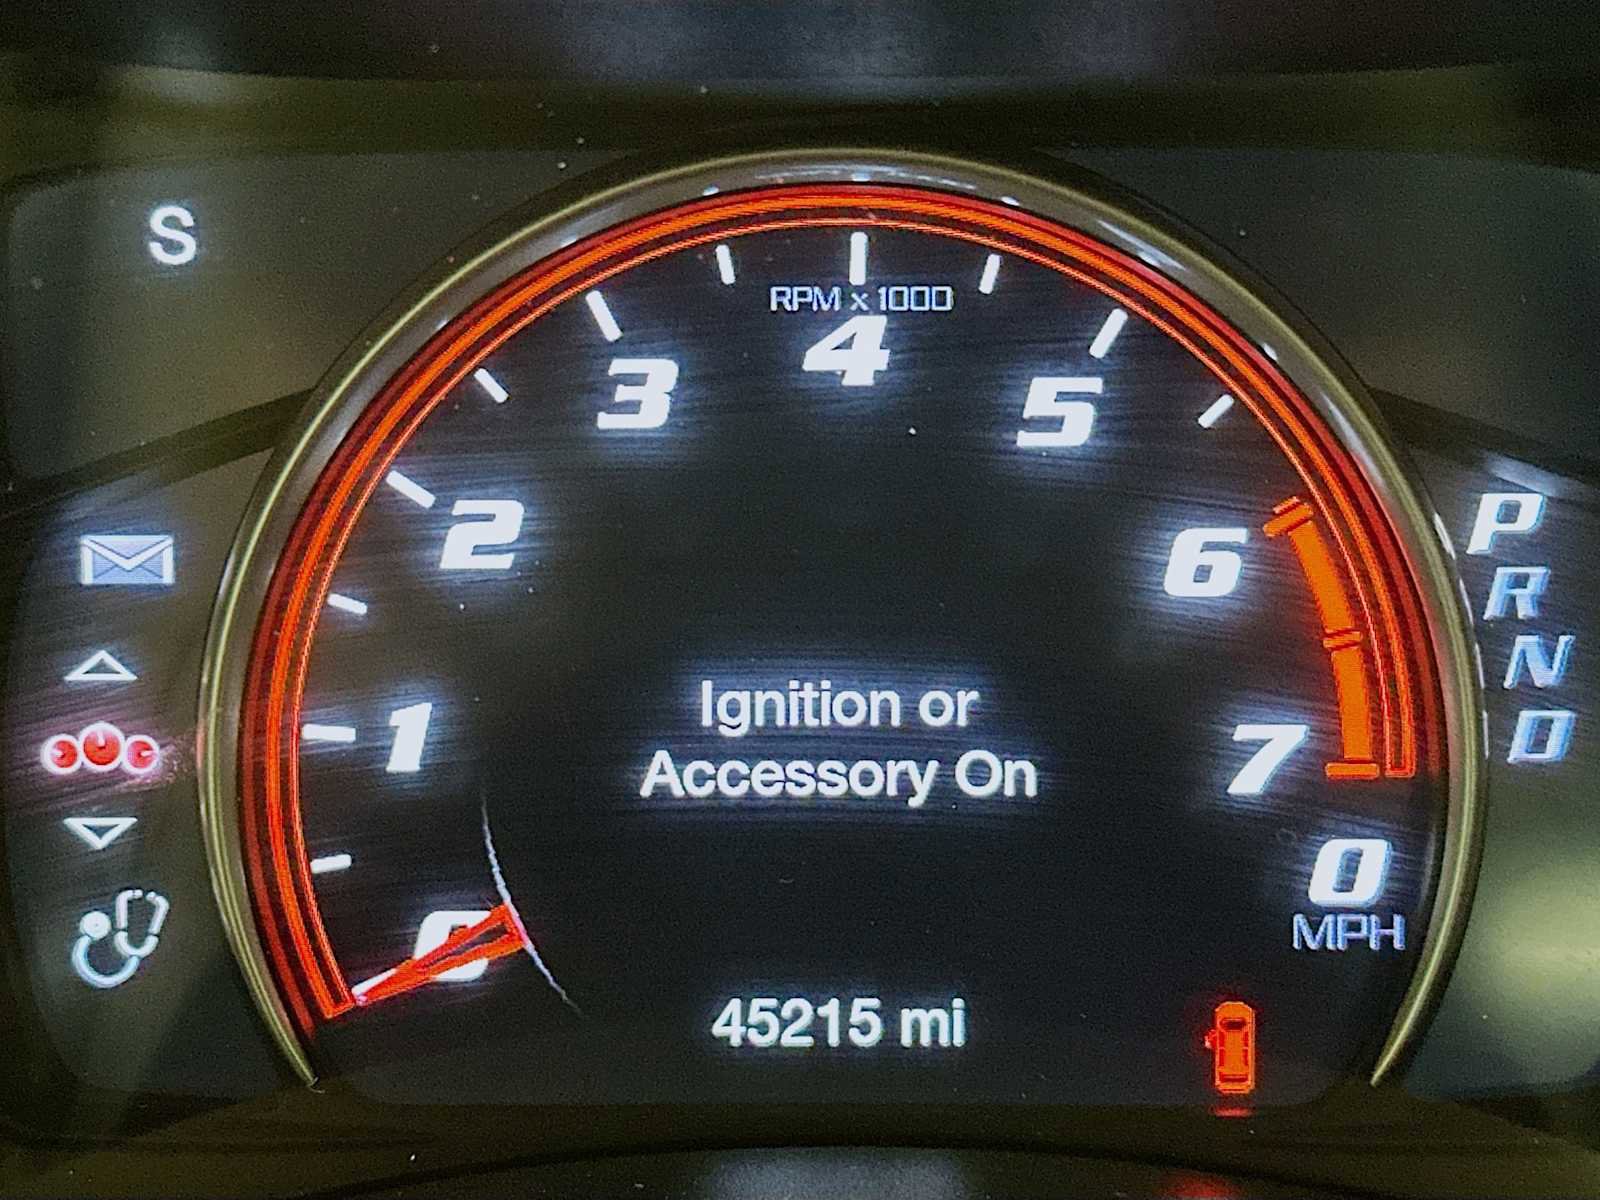 S
RPM x 1000
4
3
5
2
6
P
R
N
D
1
7
Ignition or
Accessory On
0
MPH
0
45215 mi